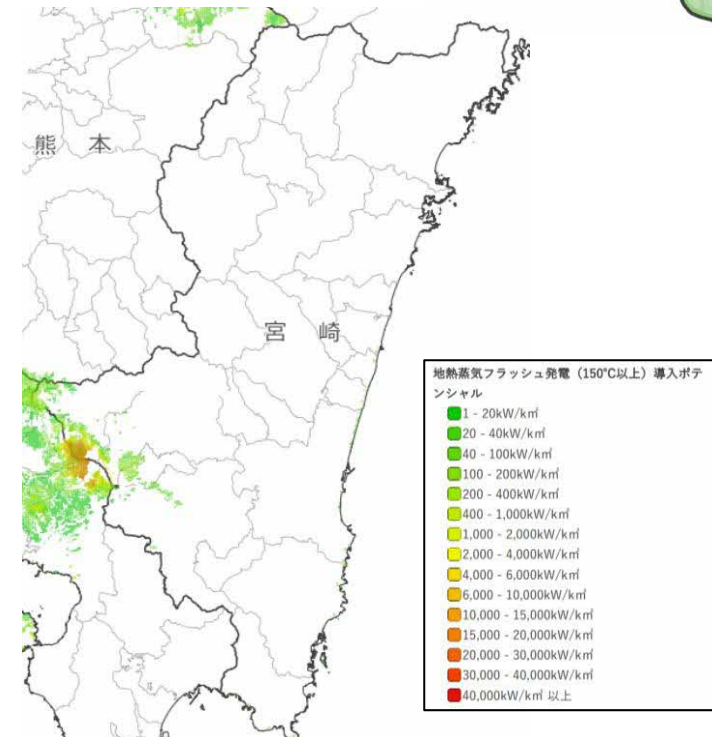 熊本
宮崎
地熱蒸気フラッシュ発電（150℃以上）導入ポテ
ンシャル
1 - 20kW/k㎡
20 - 40kW/k㎡
40 - 100kW/k㎡
100 - 200kW/k㎡
200 - 400kW/k㎡
400 - 1,000kW/k㎡
1,000 - 2,000kW/k㎡
2,000 - 4,000kW/k㎡
4,000 - 6,000kW/k㎡
6,000 - 10,000kW/k㎡
10,000 - 15,000kW/k㎡
15,000 - 20,000kW/k㎡
20,000 - 30,000kW/k㎡
30,000 - 40,000kW/k㎡
40,000kW/k㎡ 以上